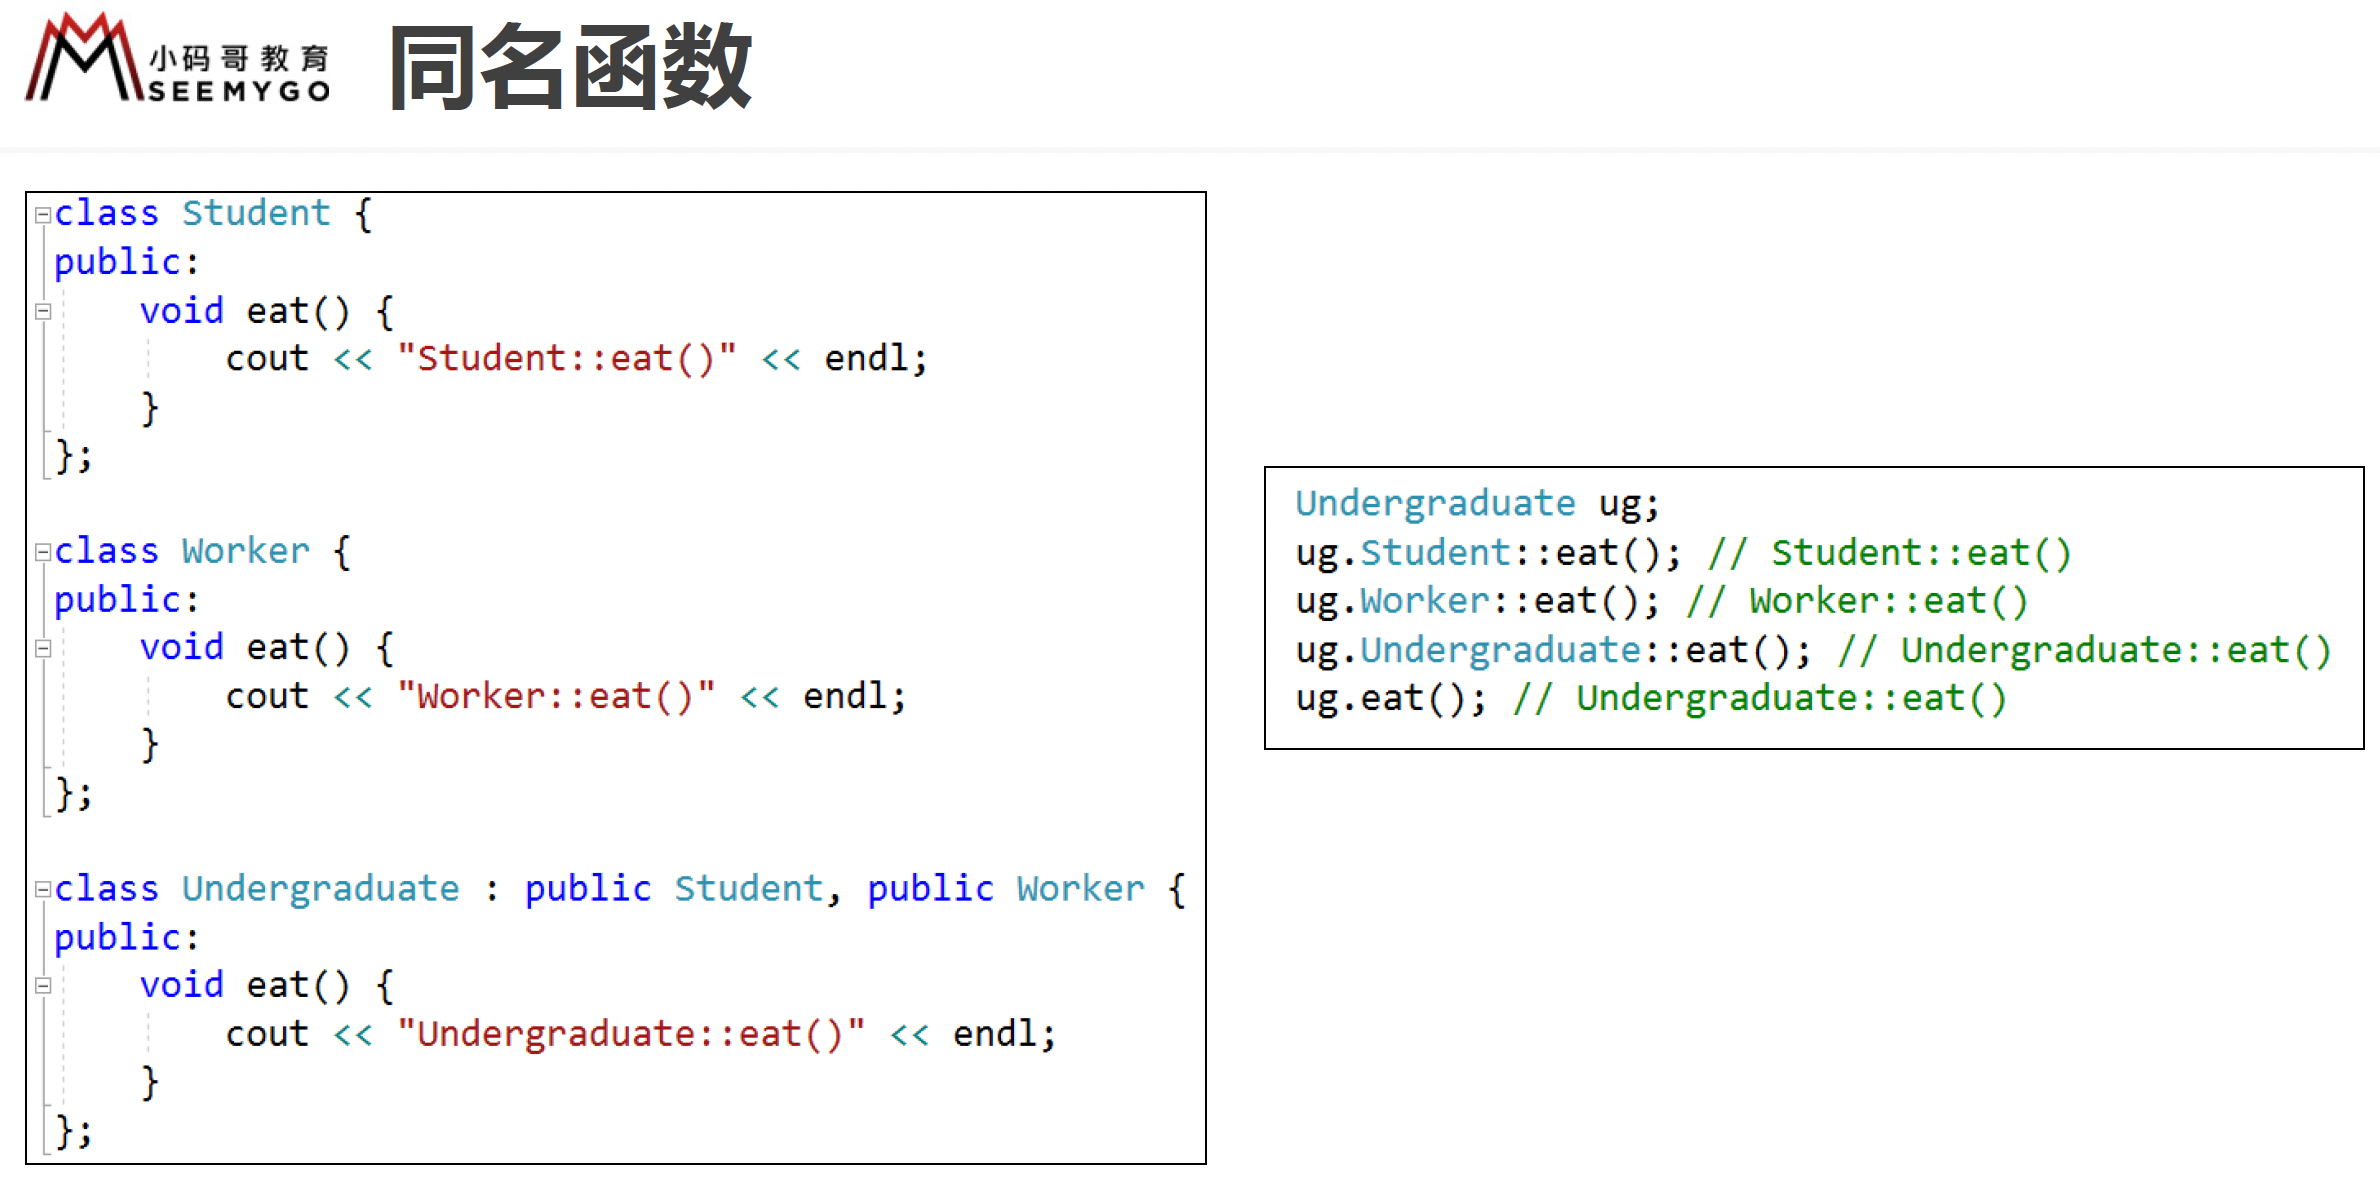 小码哥教育
SEEMYGO
同名函数
class Student {
public:
    void eat() {
        cout << "Student::eat()" << endl;
    }
};

class Worker {
public:
    void eat() {
        cout << "Worker::eat()" << endl;
    }
};

class Undergraduate : public Student, public Worker {
public:
    void eat() {
        cout << "Undergraduate::eat()" << endl;
    }
};

Undergraduate ug;
ug.Student::eat(); // Student::eat()
ug.Worker::eat(); // Worker::eat()
ug.Undergraduate::eat(); // Undergraduate::eat()
ug.eat(); // Undergraduate::eat()